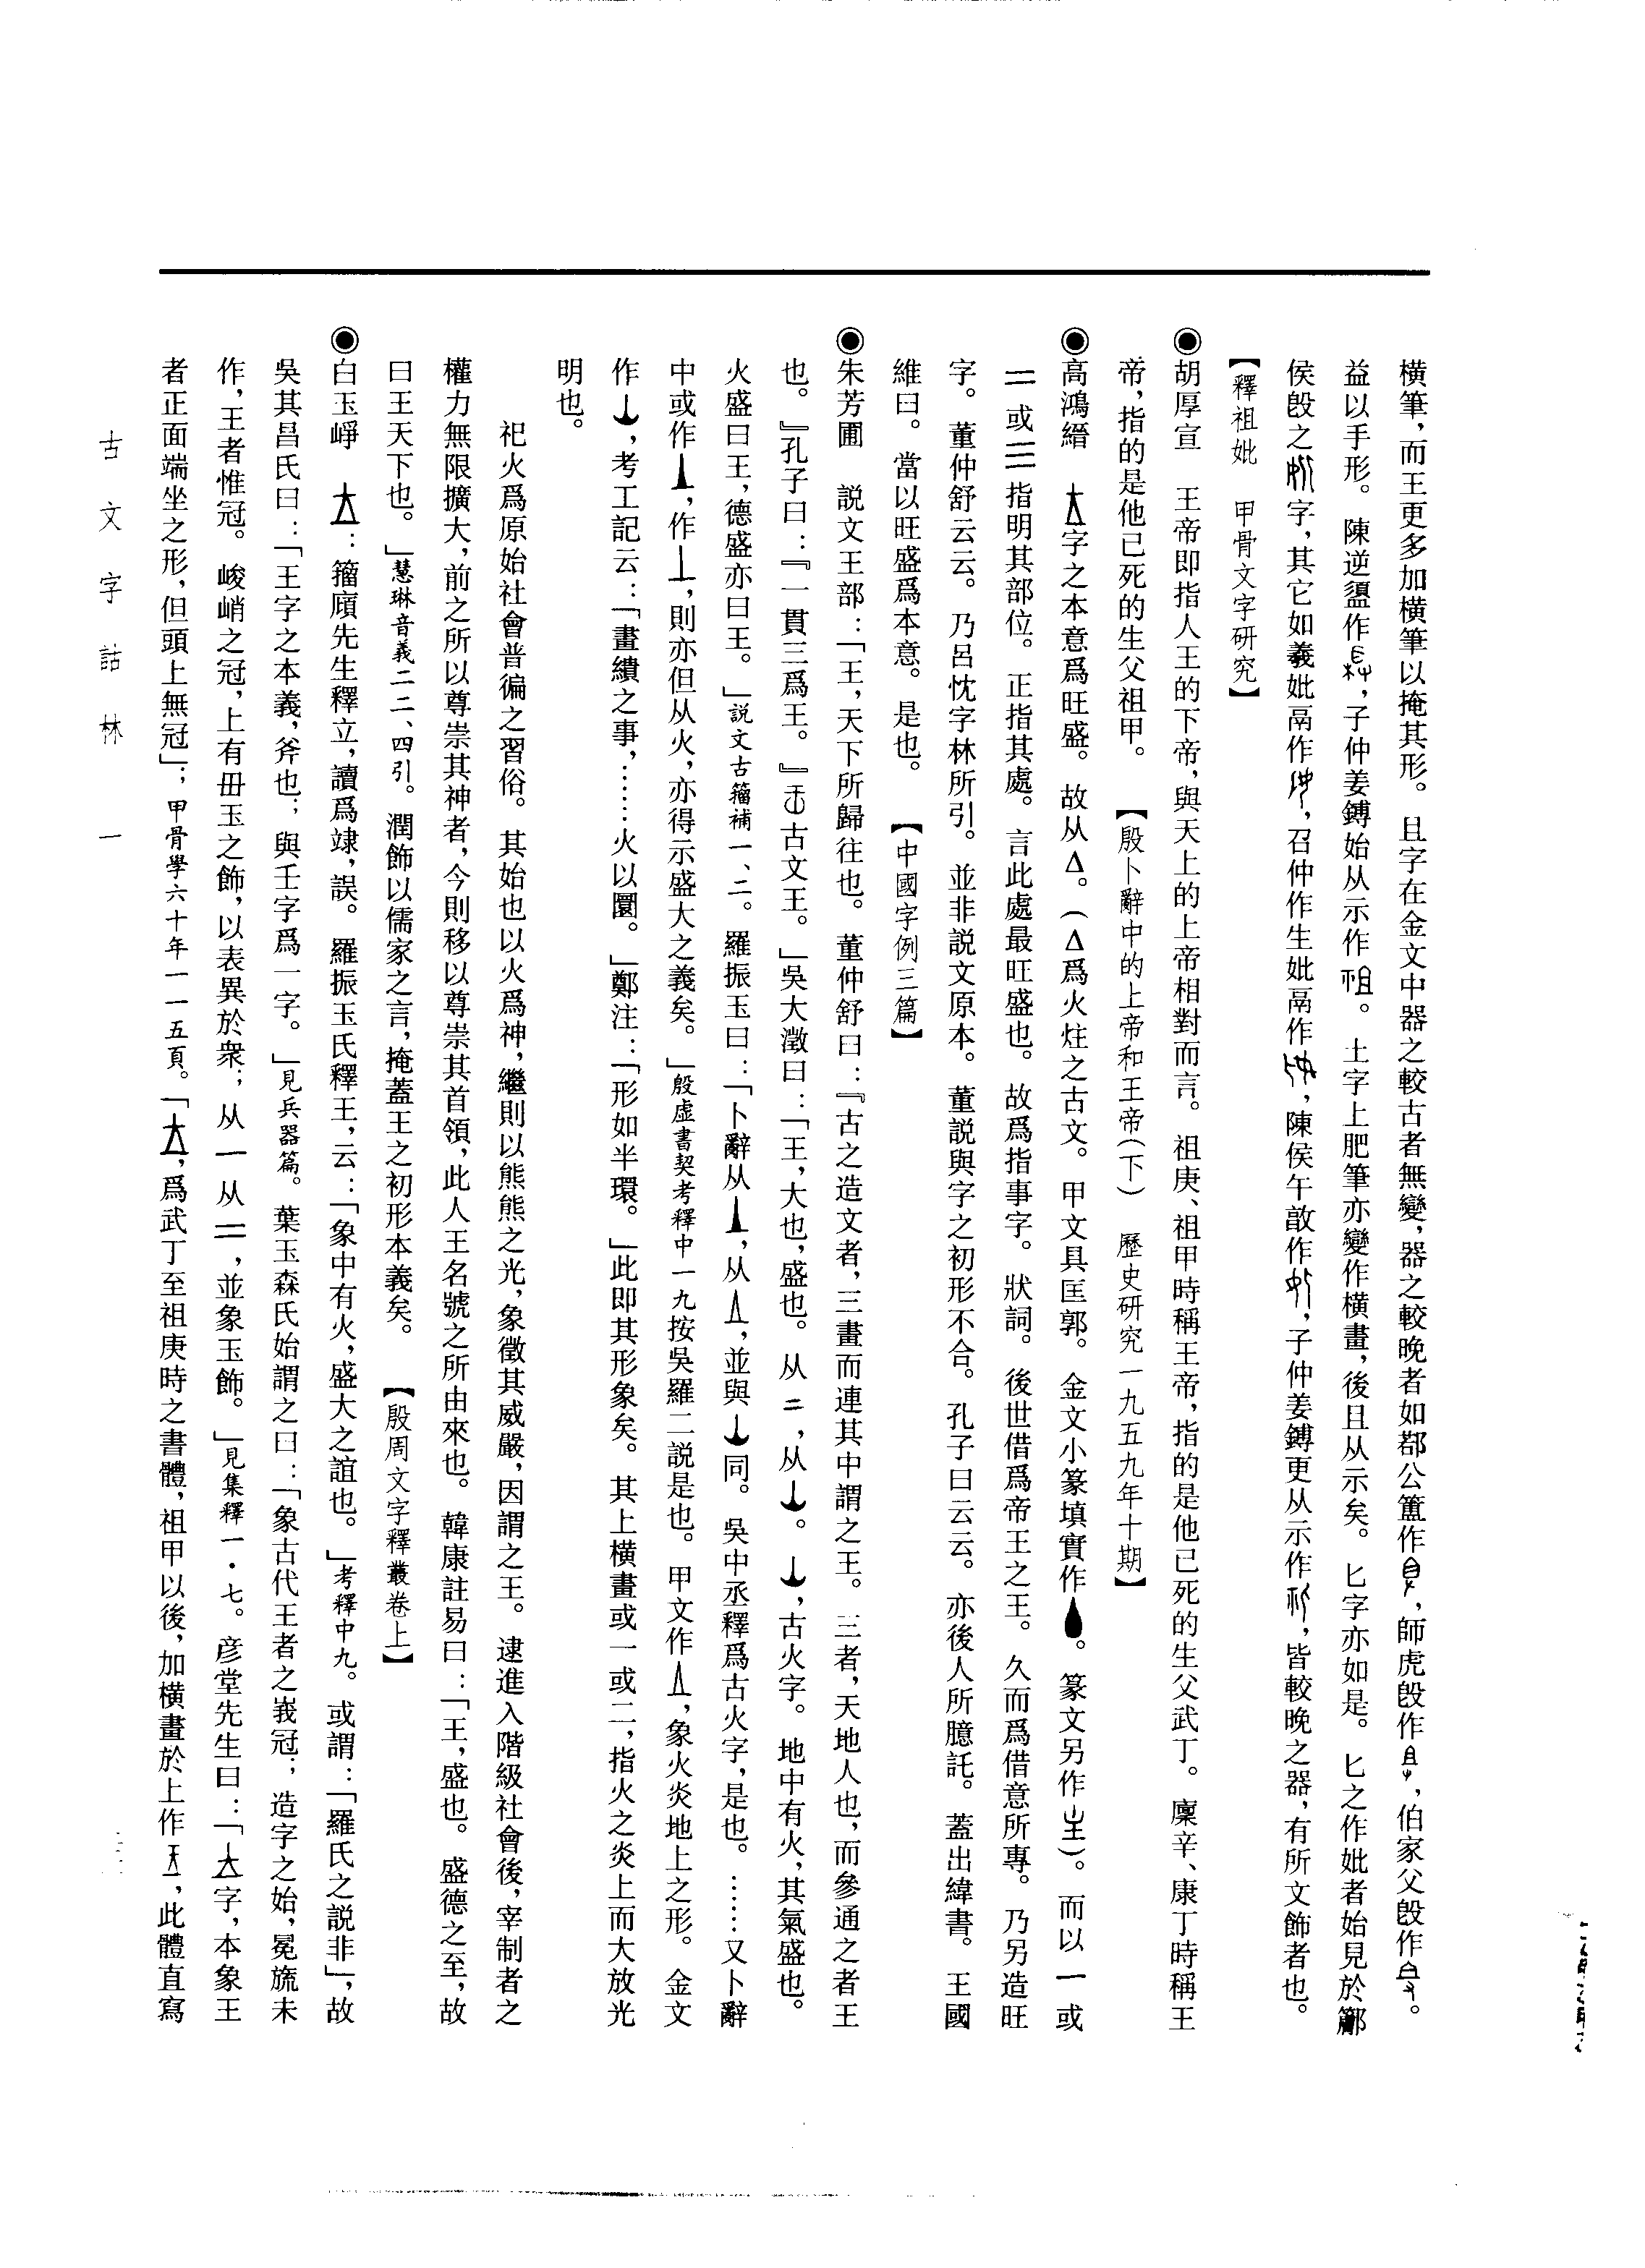 橫筆，而王更多加橫筆以掩其形。且字在金文中器之較古者無變，器之較晚者如鄀公簠作，師虎𣪘作，伯家父𣪘作。
益以手形。陳逆簠作，子仲姜鎛始从示作。土字上肥筆亦變作橫畫，後且从示矣。匕字亦如是。匕之作妣者始見於鄘
侯𣪘之字，其它如義妣鬲作，召仲作生妣鬲作，陳侯午敦作，子仲姜鎛更从示作，皆較晚之器，有所文飾者也。
【釋祖妣　甲骨文字研究】
◉胡厚宣　王帝即指人王的下帝，與天上的上帝相對而言。祖庚、祖甲時稱王帝，指的是他已死的生父武丁。廩辛、康丁時稱王
帝，指的是他已死的生父祖甲。　【殷卜辭中的上帝和王帝（下）　歷史研究一九五九年十期】
◉高鴻縉　字之本意爲旺盛。故从。（爲火炷之古文。甲文具匡郭。金文小篆填實作。篆文另作）。而以一或
二或三指明其部位。正指其處。言此處最旺盛也。故爲指事字。狀詞。後世借爲帝王之王。久而爲借意所專。乃另造旺
字。董仲舒云云。乃呂忱字林所引。並非説文原本。董説與字之初形不合。孔子曰云云。亦後人所臆託。蓋出緯書。王國
維曰。當以旺盛爲本意。是也。　【中國字例三篇】
◉朱芳圃　説文王部：「王，天下所歸往也。董仲舒曰：『古之造文者，三畫而連其中謂之王。三者，天地人也，而參通之者王
也。』孔子曰：『一貫三爲王。』古文王。」吳大澂曰：「王，大也，盛也。从二，从。，古火字。地中有火，其氣盛也。
火盛曰王，德盛亦曰王。」説文古籀補一、二。羅振玉曰：「卜辭从，从，並與同。吳中丞釋爲古火字，是也。……又卜辭
中或作，作，則亦但从火，亦得示盛大之義矣。」殷虛書契考釋中一九按吳羅二説是也。甲文作，象火炎地上之形。金文
作，考工記云：「畫繢之事，……火以圜。」鄭注：「形如半環。」此即其形象矣。其上橫畫或一或二，指火之炎上而大放光
明也。
祀火爲原始社會普徧之習俗。其始也以火爲神，繼則以熊熊之光，象徵其威嚴，因謂之王。逮進入階級社會後，宰制者之
權力無限擴大，前之所以尊崇其神者，今則移以尊崇其首領，此人王名號之所由來也。韓康註易曰：「王，盛也。盛德之至，故
曰王天下也。」慧琳音義二二、四引。潤飾以儒家之言，掩蓋王之初形本義矣。　【殷周文字釋叢卷上】
◉白玉崢　：籀廎先生釋立，讀爲逮，誤。羅振玉氏釋王，云：「象中有火，盛大之誼也。」考釋中九。或謂：「羅氏之説非」，故
吳其昌氏曰：「王字之本義，斧也；與壬字爲一字。」見兵器篇。葉玉森氏始謂之曰：「象古代王者之峩冠；造字之始，冕旒未
作，王者惟冠。峻峭之冠，上有毌玉之飾，以表異於衆；从一从二，並象玉飾。」見集釋一·七。彦堂先生曰：「字，本象王
者正面端坐之形，但頭上無冠」；甲骨學六十年一一五頁。「，爲武丁至祖庚時之書體，祖甲以後，加橫畫於上作，此體直寫
古文字詁林　一